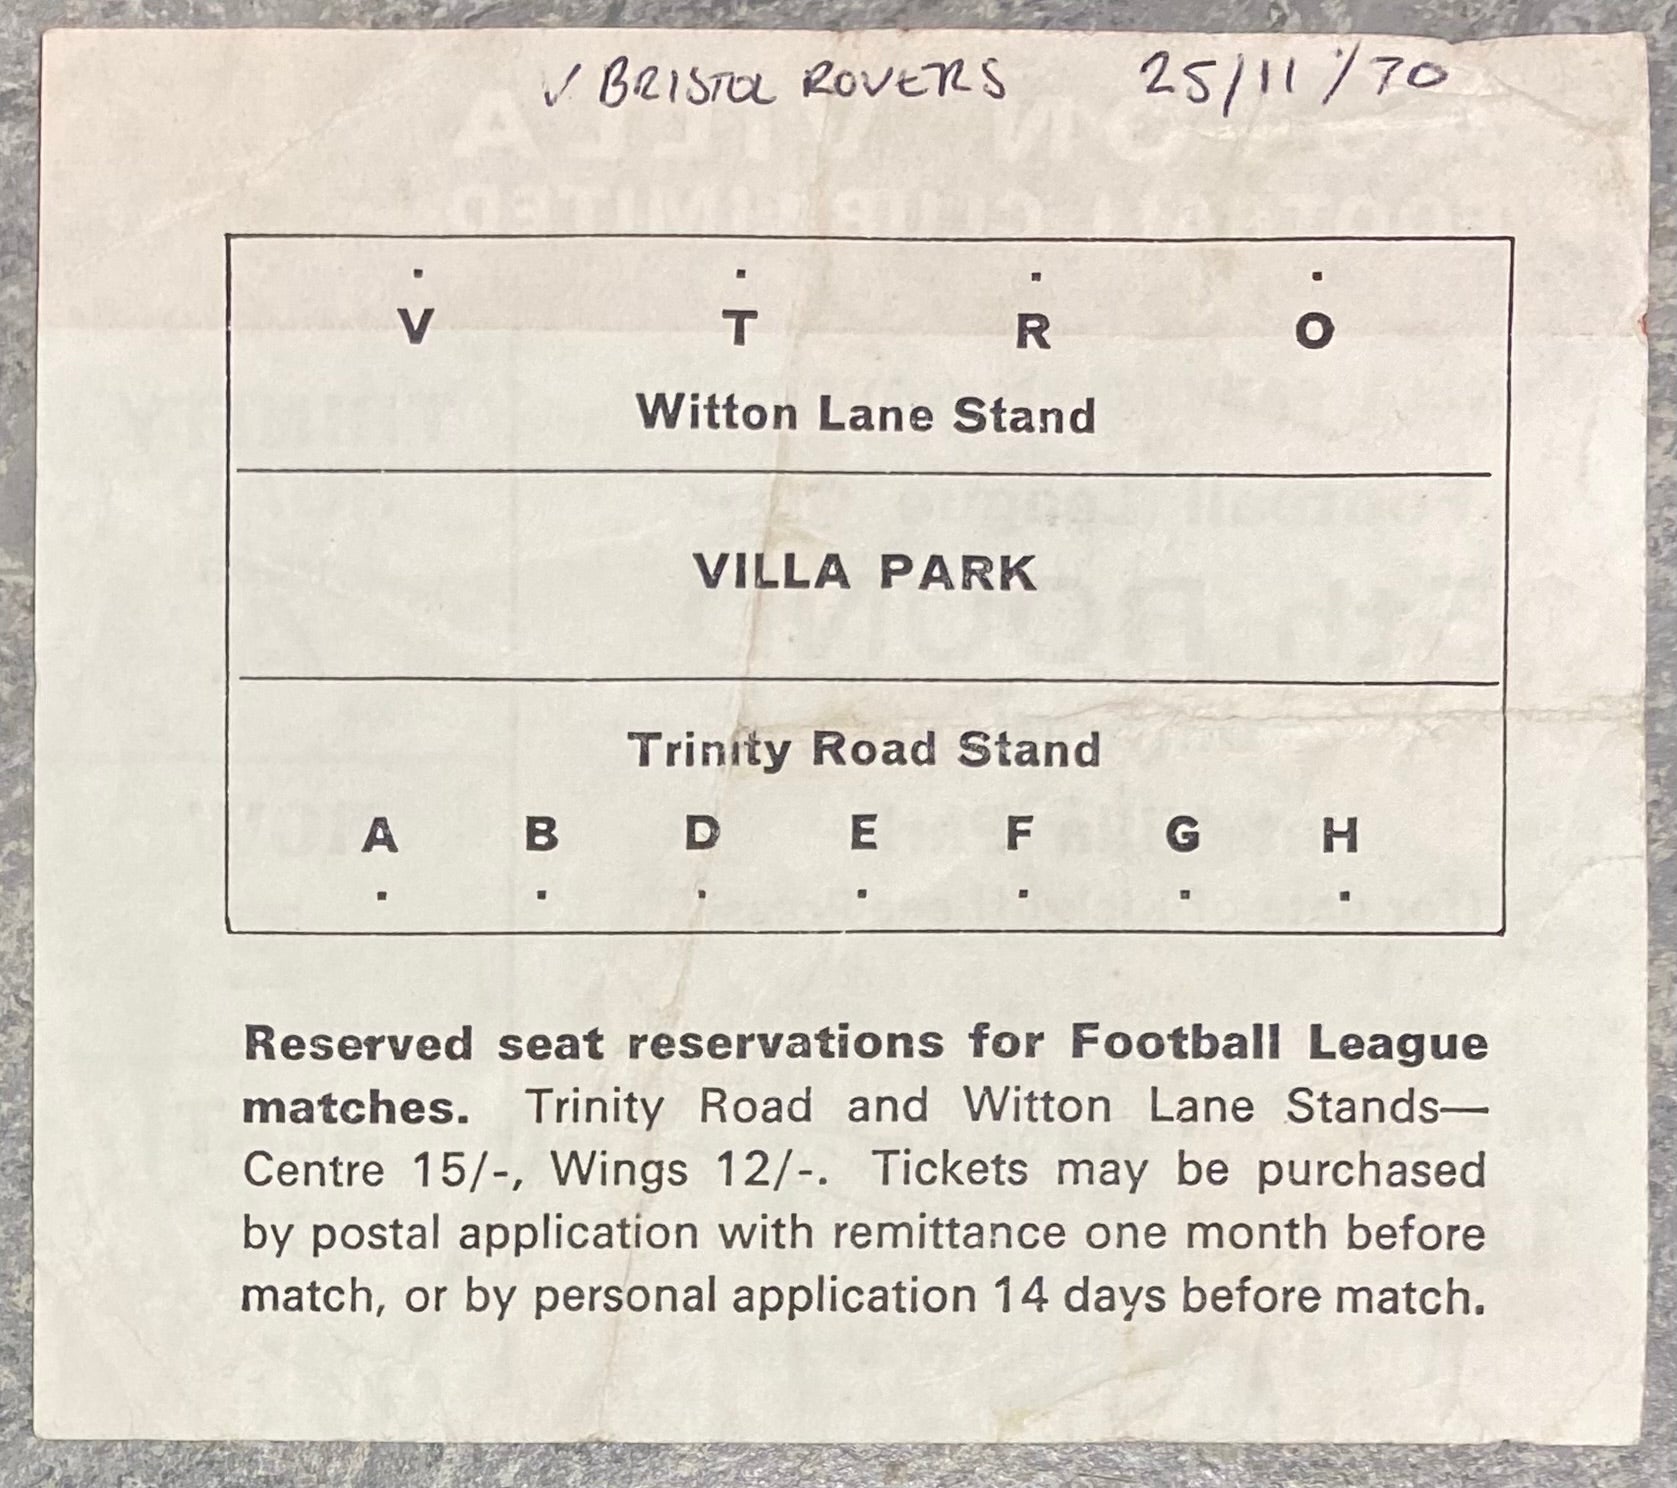 v BRISTOL ROVERS 25/11/70
V T R O
Witton Lane Stand
VILLA PARK
Trinity Road Stand
A B D E F G H
Reserved seat reservations for Football League
matches. Trinity Road and Witton Lane Stands—
Centre 15/-, Wings 12/-. Tickets may be purchased
by postal application with remittance one month before
match, or by personal application 14 days before match.